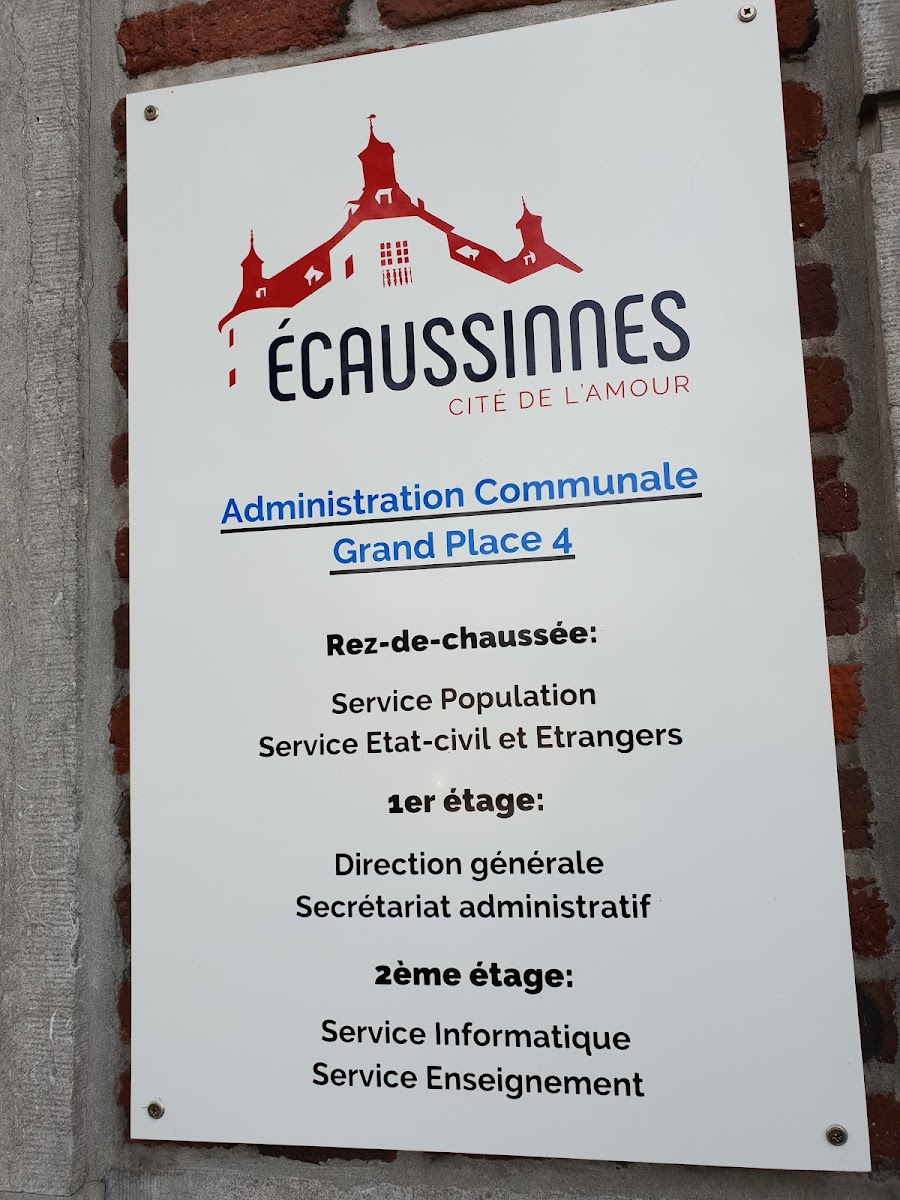 ÉCAUSSINNES
CITÉ DE L'AMOUR
Administration Communale
Grand Place 4
Rez-de-chaussée:
Service Population
Service Etat-civil et Etrangers
1er étage:
Direction générale
Secrétariat administratif
2ème étage:
Service Informatique
Service Enseignement